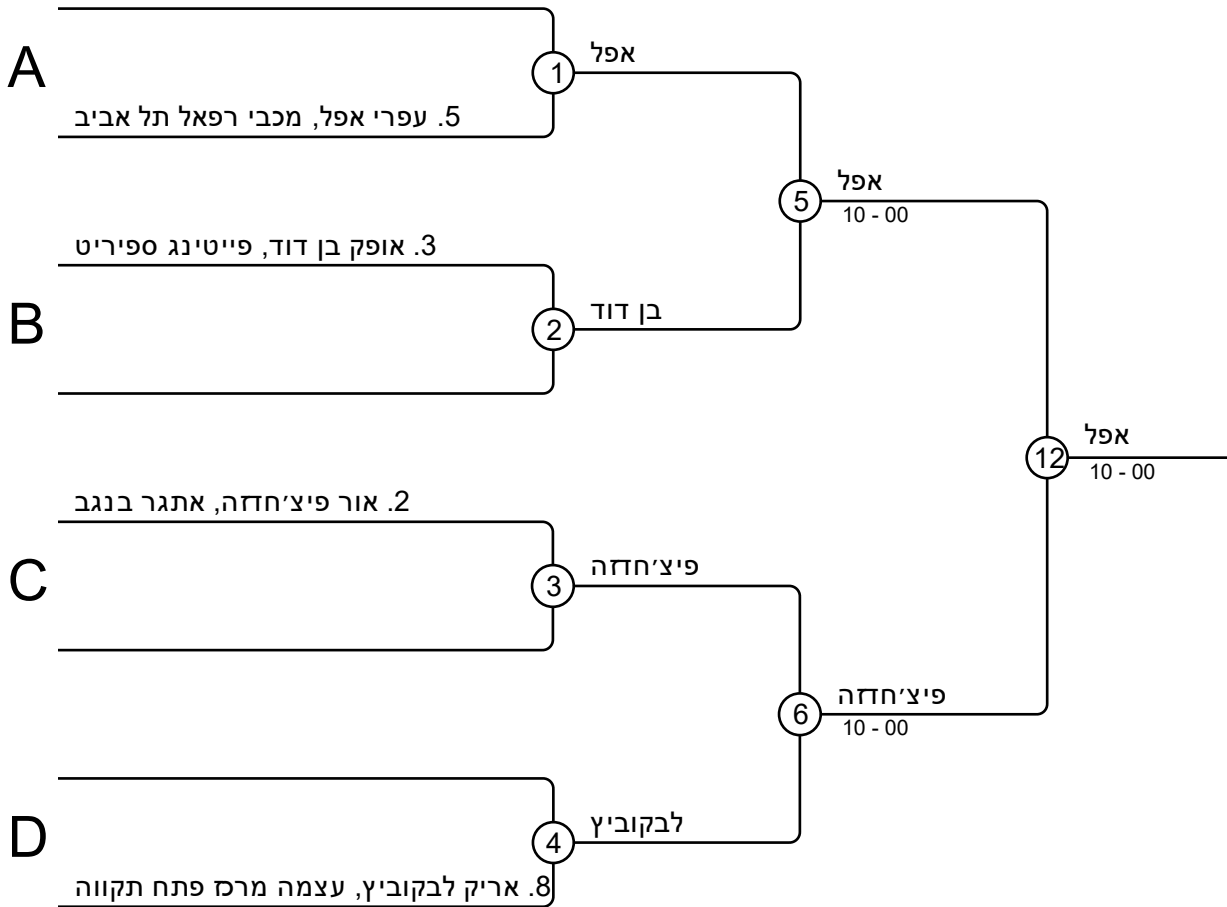 A
1
אפל
5. עפרי אפל, מכבי רפאל תל אביב
5
אפל
10 - 00
3. אופק בן דוד, פייטינג ספיריט
B
2
בן דוד
12
אפל
10 - 00
2. אור פיצ׳חדזה, אתגר בנגב
C
3
פיצ׳חדזה
6
פיצ׳חדזה
10 - 00
D
4
לבקוביץ
8. אריק לבקוביץ, עצמה מרכז פתח תקווה